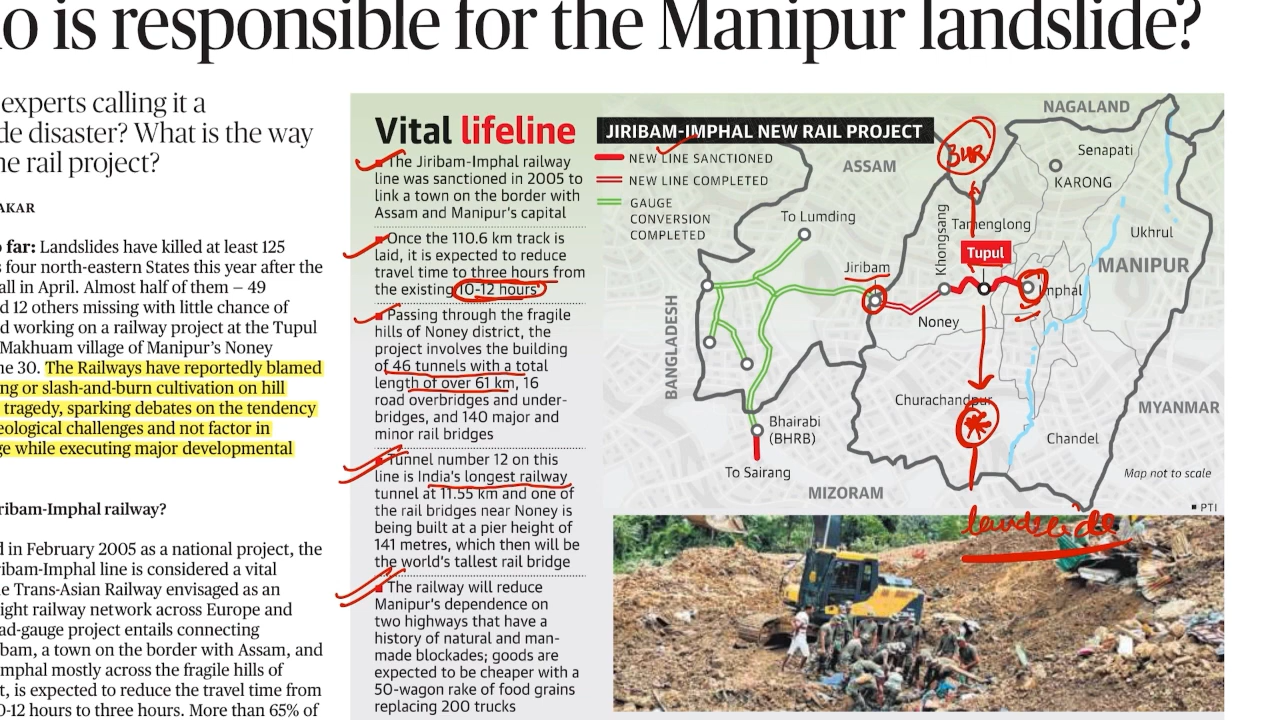 o is responsible for the Manipur landslide?
experts calling it a
de disaster? What is the way
ne rail project?
AKAR
o far: Landslides have killed at least 125
s four north-eastern States this year after the
all in April. Almost half of them — 49
d 12 others missing with little chance of
d working on a railway project at the Tupul
Makhuam village of Manipur's Noney
ne 30. The Railways have reportedly blamed
ng or slash-and-burn cultivation on hill
tragedy, sparking debates on the tendency
eological challenges and not factor in
ge while executing major developmental
ribam-Imphal railway?
d in February 2005 as a national project, the
ribam-Imphal line is considered a vital
e Trans-Asian Railway envisaged as an
ight railway network across Europe and
ad-gauge project entails connecting
bam, a town on the border with Assam, and
mphal mostly across the fragile hills of
t, is expected to reduce the travel time from
0-12 hours to three hours. More than 65% of
Vital lifeline
The Jiribam-Imphal railway
line was sanctioned in 2005 to
link a town on the border with
Assam and Manipur's capital
Once the 110.6 km track is
laid, it is expected to reduce
travel time to three hours from
the existing 10-12 hours
Passing through the fragile
hills of Noney district, the
project involves the building
of 46 tunnels with a total
length of over 61 km, 16
road overbridges and under-
bridges, and 140 major and
minor rail bridges
Tunnel number 12 on this
line is India's longest railway
tunnel at 11.55 km and one of
the rail bridges near Noney is
being built at a pier height of
141 metres, which then will be
the world's tallest rail bridge
The railway will reduce
Manipur's dependence on
two highways that have a
history of natural and man-
made blockades; goods are
expected to be cheaper with a
50-wagon rake of food grains
replacing 200 trucks
JIRIBAM-IMPHAL NEW RAIL PROJECT
NEW LINE SANCTIONED
NEW LINE COMPLETED
GAUGE
CONVERSION
COMPLETED
NAGALAND
ASSAM
Senapati
KARONG
To Lumding
Tamenglong
Khongsang
Ukhrul
Tupul
MANIPUR
Jiribam
Imphal
Noney
BANGLADESH
Churachandpur
MYANMAR
Bhairabi
(BHRB)
Chandel
To Sairang
Map not to scale
MIZORAM
PTI
landslide